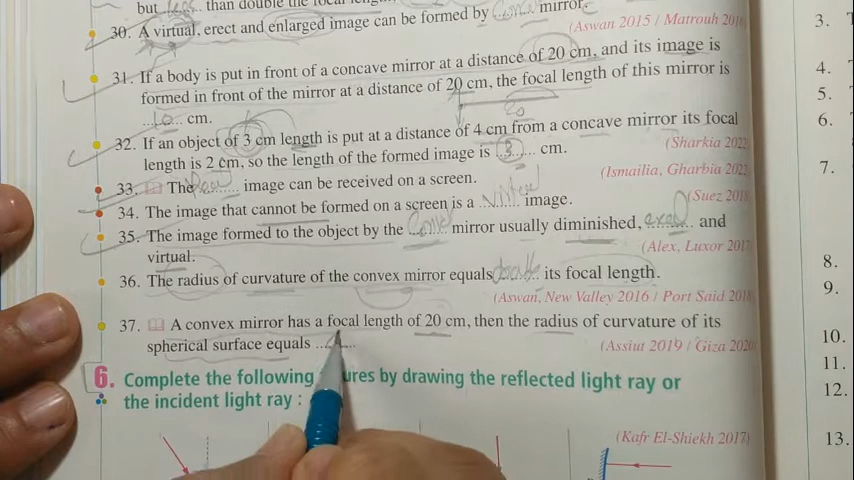 but ........ than double the focal leng
30. A virtual, erect and enlarged image can be formed by ........ mirror.
(Aswan 2015 / Matrouh 201
31. If a body is put in front of a concave mirror at a distance of 20 cm, and its image is
formed in front of the mirror at a distance of 20 cm, the focal length of this mirror is
...10... cm.
20
32. If an object of 3 cm length is put at a distance of 4 cm from a concave mirror its focal
length is 2 cm, so the length of the formed image is ...3... cm.
(Sharkia 2022
33. The ........ image can be received on a screen.
(Ismailia, Gharbia 2022
34. The image that cannot be formed on a screen is a ........ image.
(Suez 2018
35. The image formed to the object by the ........ mirror usually diminished, ........ and
virtual.
(Alex, Luxor 201
36. The radius of curvature of the convex mirror equals ........ its focal length.
(Aswan, New Valley 2016 / Port Said 2018
37. A convex mirror has a focal length of 20 cm, then the radius of curvature of its
spherical surface equals ........
(Assiut 2019 / Giza 2020
6. Complete the following ures by drawing the reflected light ray or
the incident light ray :
(Kafr El-Shiekh 2017)
3.
4.
5.
6.
7.
8.
9.
10.
11.
12.
13.